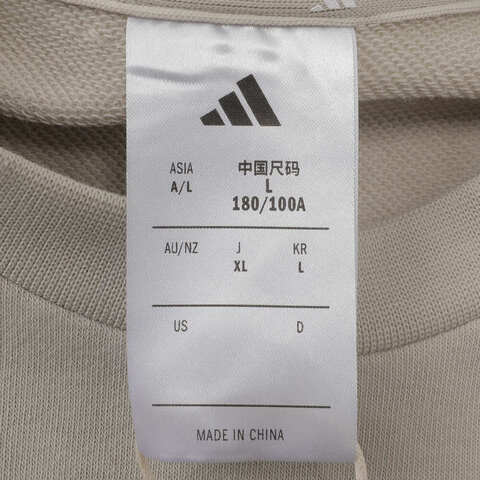 ASIA 中国尺码
A/L L
180/100A
AU/NZ J KR
XL L
US D
MADE IN CHINA